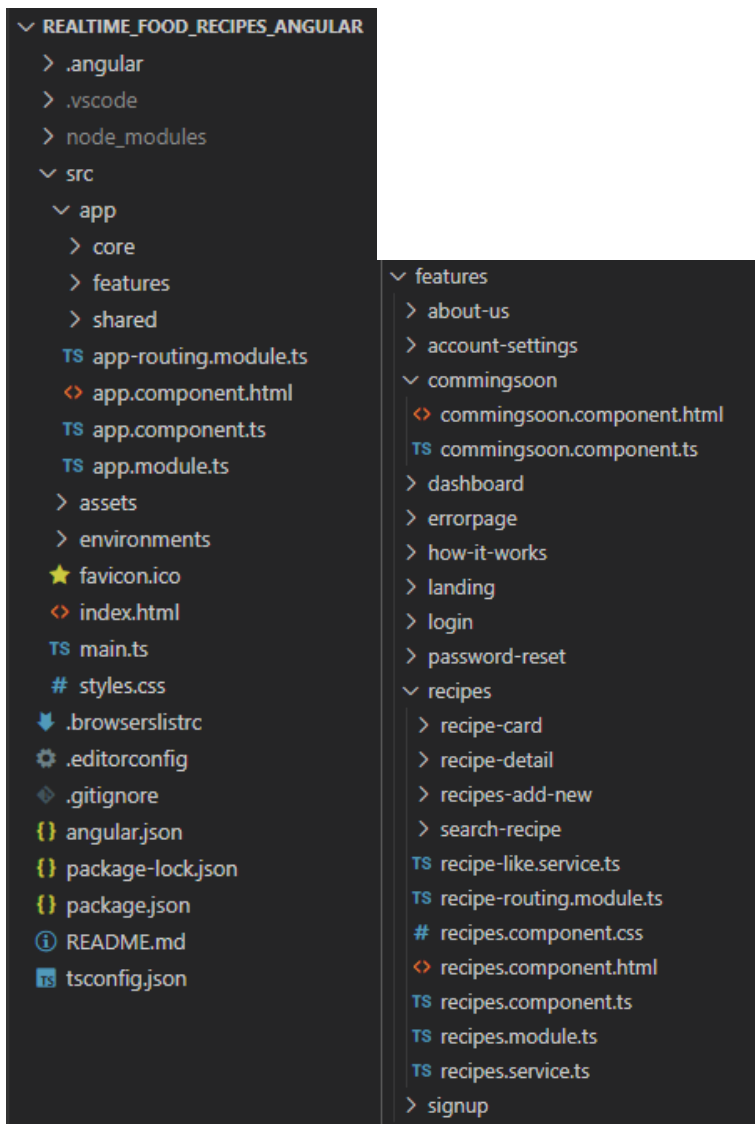 REALTIME_FOOD_RECIPES_ANGULAR
.angular
.vscode
node_modules
src
app
core
features
shared
TS app-routing.module.ts
<> app.component.html
TS app.component.ts
TS app.module.ts
assets
environments
favicon.ico
<> index.html
TS main.ts
# styles.css
.browserslistrc
.editorconfig
.gitignore
{} angular.json
{} package-lock.json
{} package.json
README.md
TS tsconfig.json
features
about-us
account-settings
commingsoon
<> commingsoon.component.html
TS commingsoon.component.ts
dashboard
errorpage
how-it-works
landing
login
password-reset
recipes
recipe-card
recipe-detail
recipes-add-new
search-recipe
TS recipe-like.service.ts
TS recipe-routing.module.ts
# recipes.component.css
<> recipes.component.html
TS recipes.component.ts
TS recipes.module.ts
TS recipes.service.ts
signup